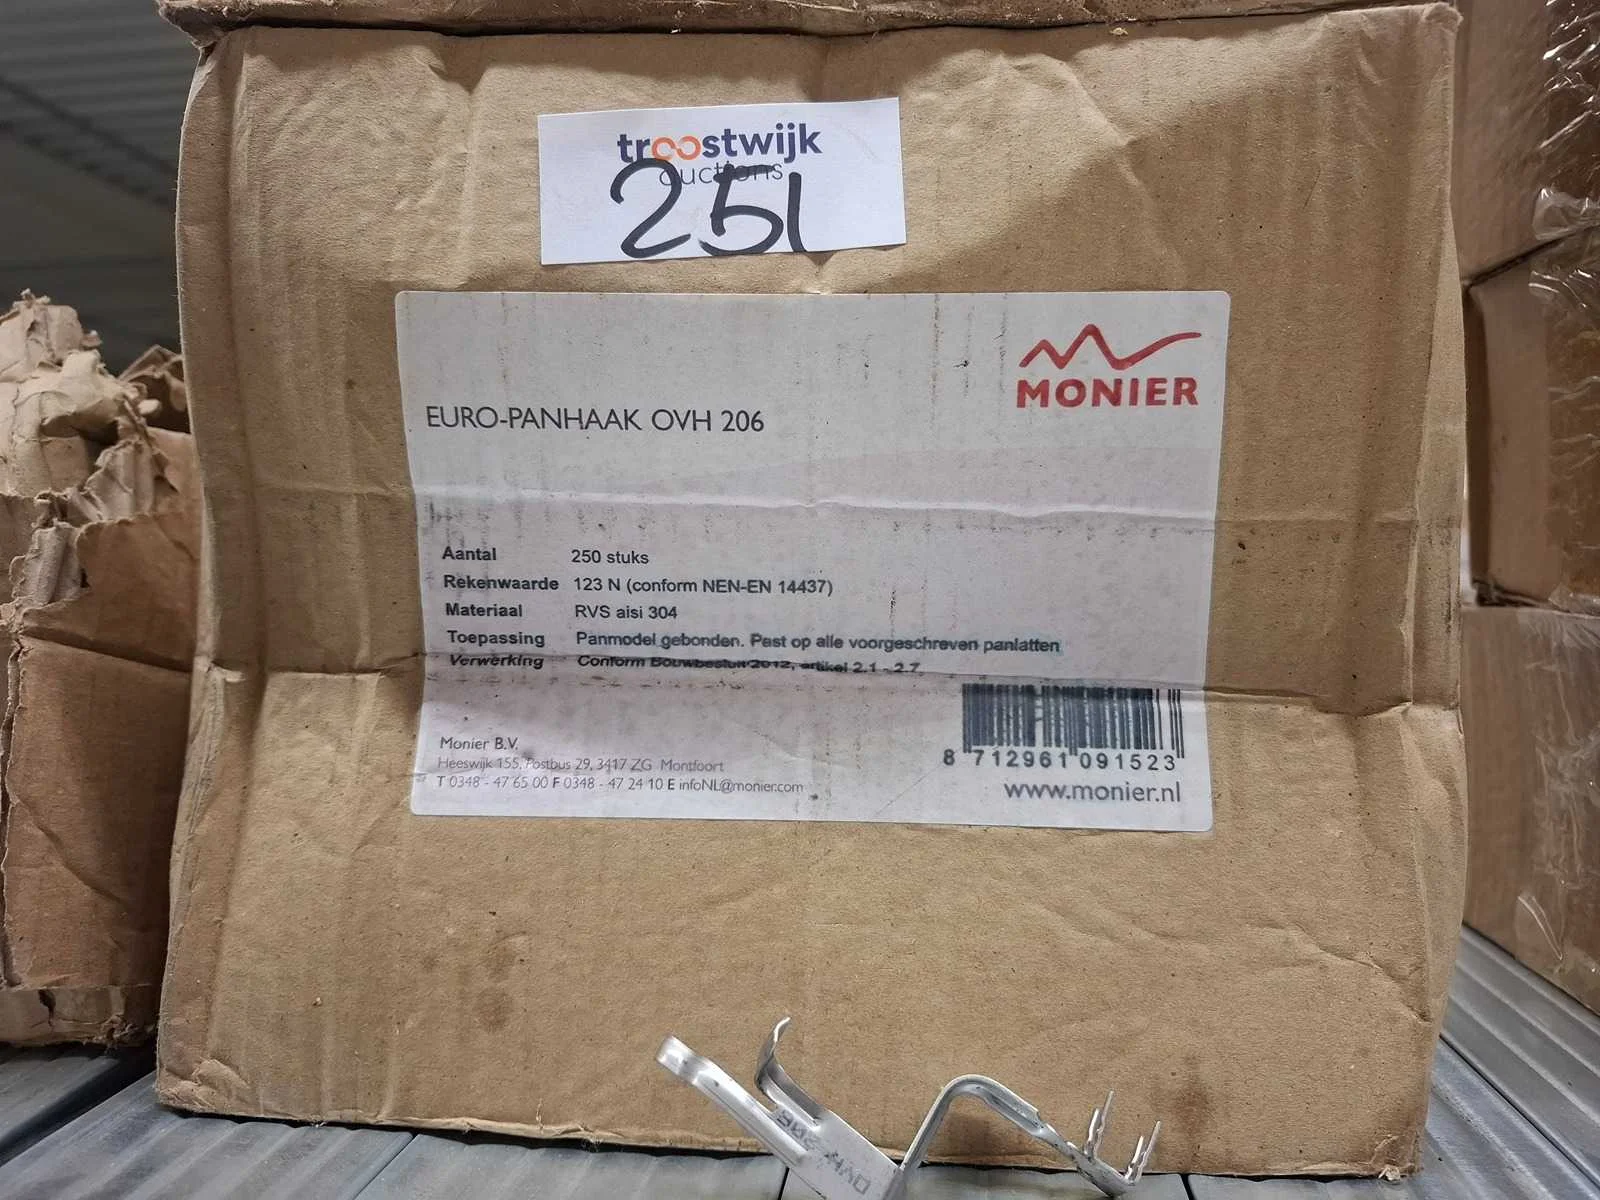 troostwijk
auctions
251
MONIER
EURO-PANHAAK OVH 206
Aantal 250 stuks
Rekenwaarde 123 N (conform NEN-EN 14437)
Materiaal RVS aisi 304
Toepassing Panmodel gebonden. Past op alle voorgeschreven panlatten
Verwerking Conform Bouwbesluit 2012, artikel 2.1 - 2.7.
Monier B.V.
Heeswijk 155, Postbus 29, 3417 ZG Montfoort
T 0348 - 47 65 00 F 0348 - 47 24 10 E infoNL@monier.com
8 712961 091523
www.monier.nl
OVH 206